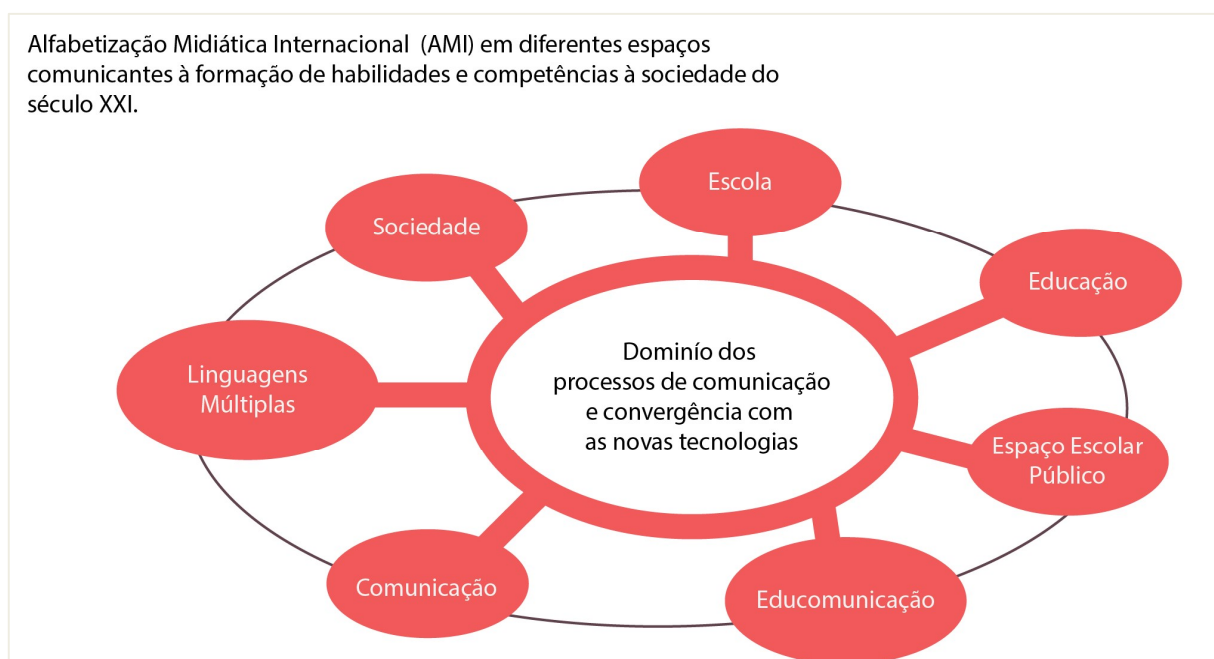 Alfabetização Midiática Internacional (AMI) em diferentes espaços
comunicantes à formação de habilidades e competências à sociedade do
século XXI.
Escola
Sociedade
Educação
Dominío dos
processos de comunicação
e convergência com
as novas tecnologias
Linguagens
Múltiplas
Espaço Escolar
Público
Comunicação
Educomunicação